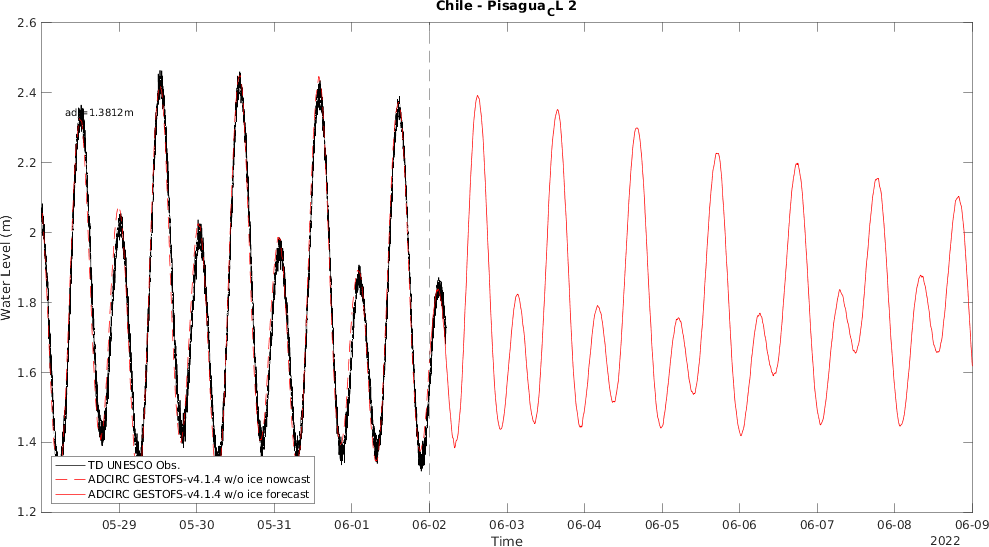 Chile - Pisagua_CL 2
2.6
2.4
adj=1.3812m
2.2
2
1.8
1.6
1.4
1.2
Water Level (m)
TD UNESCO Obs.
ADCIRC GESTOFS-v4.1.4 w/o ice nowcast
ADCIRC GESTOFS-v4.1.4 w/o ice forecast
05-29 05-30 05-31 06-01 06-02 06-03 06-04 06-05 06-06 06-07 06-08 06-09
Time
2022